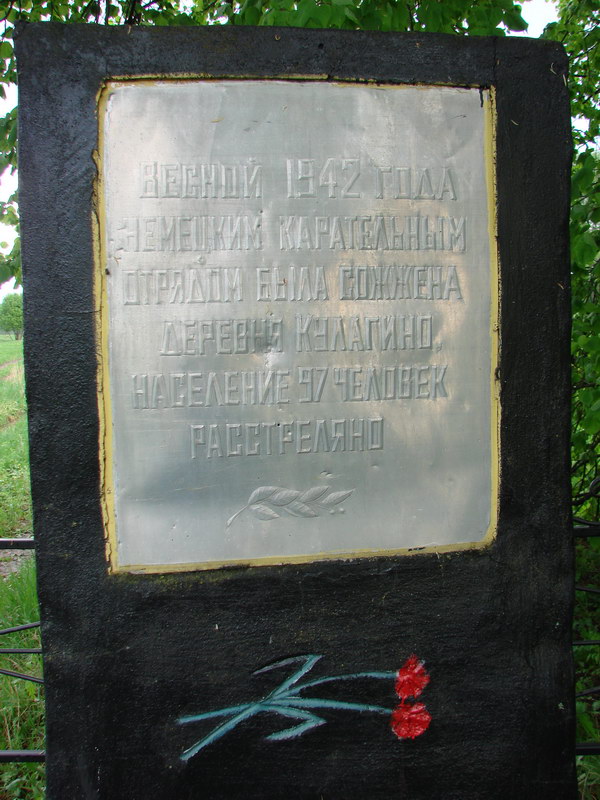 ВЕСНОЙ 1942 ГОДА
НЕМЕЦКИМ КАРАТЕЛЬНЫМ
ОТРЯДОМ БЫЛА СОЖЖЕНА
ДЕРЕВНЯ КУЛАГИНО.
НАСЕЛЕНИЕ 97 ЧЕЛОВЕК
РАССТРЕЛЯНО